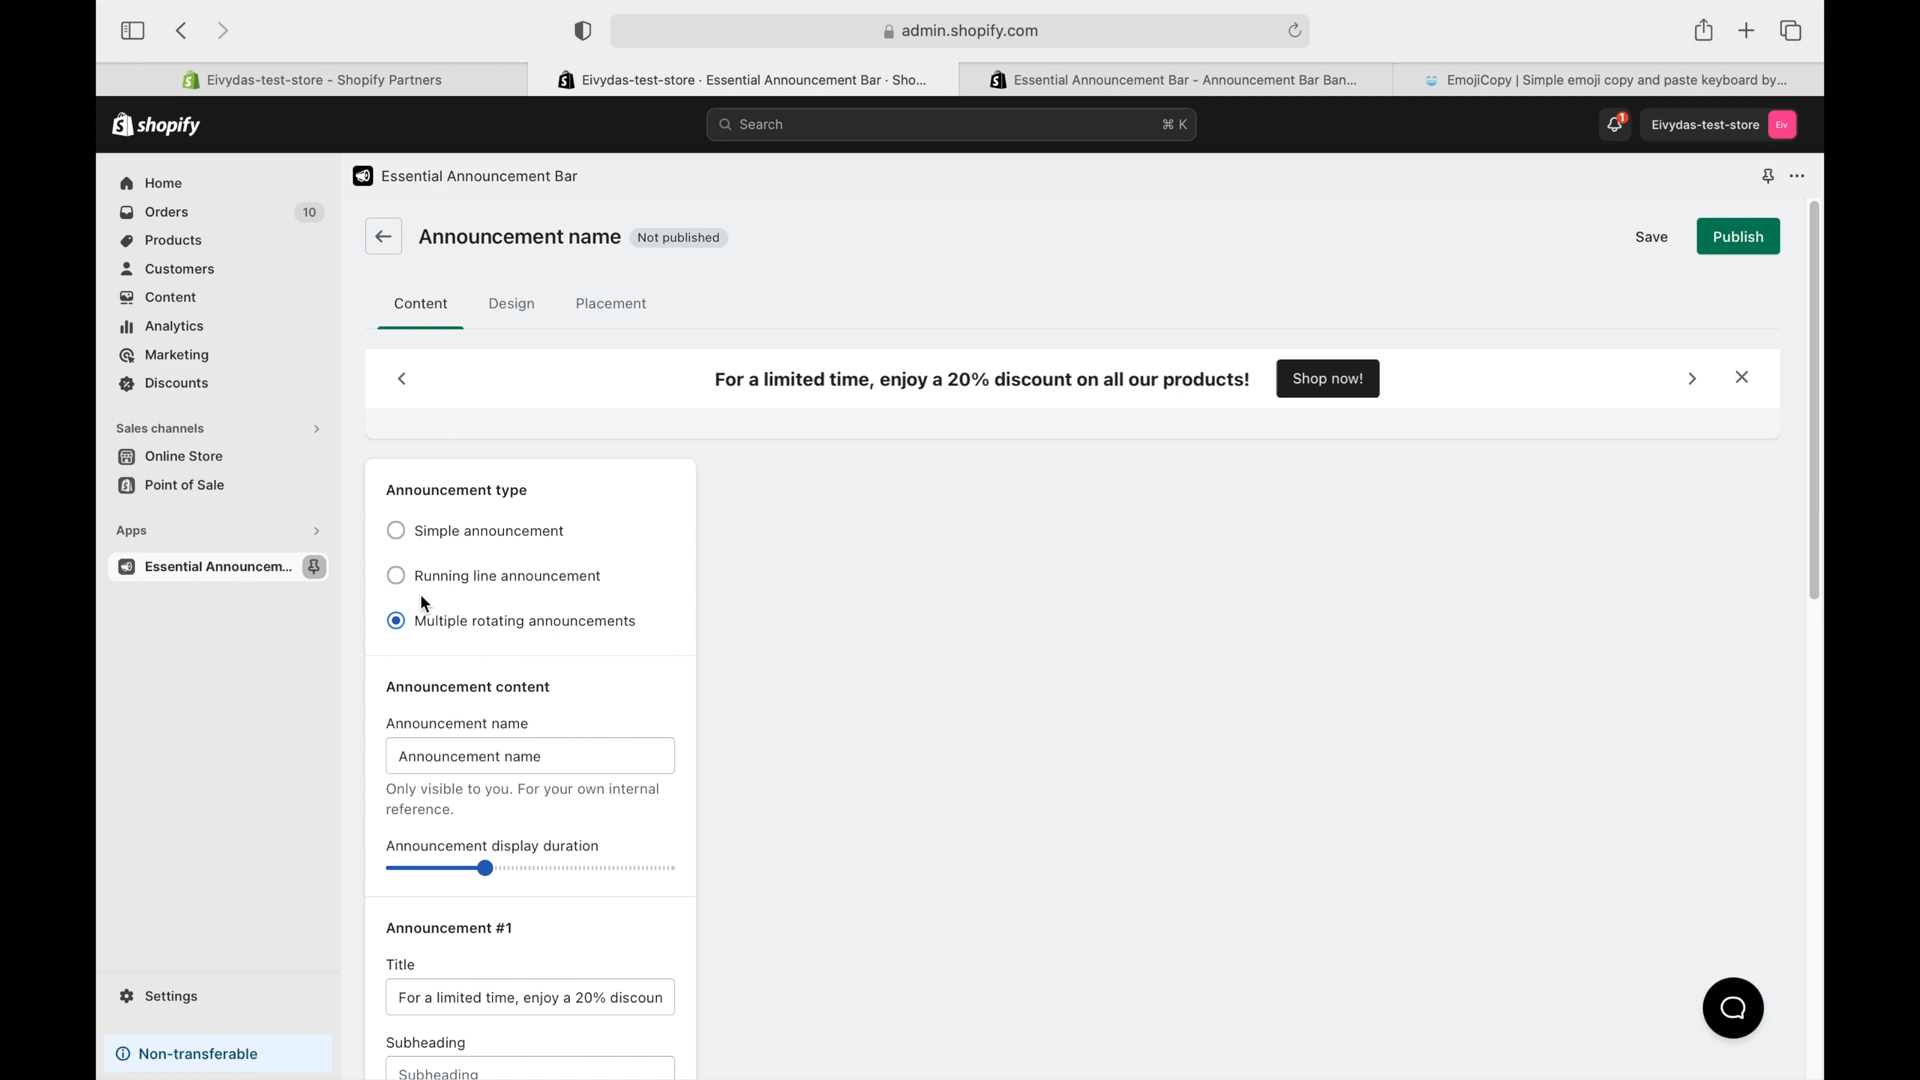 admin.shopify.com
Eivydas-test-store - Shopify Partners
Eivydas-test-store · Essential Announcement Bar · Sho...
Essential Announcement Bar - Announcement Bar Ban...
EmojiCopy | Simple emoji copy and paste keyboard by...
shopify
Search
⌘ K
1
Eivydas-test-store
Eiv
Home
Orders
10
Products
Customers
Content
Analytics
Marketing
Discounts
Sales channels
Online Store
Point of Sale
Apps
Essential Announcem...
Settings
Non-transferable
Essential Announcement Bar
Announcement name
Not published
Save
Publish
Content
Design
Placement
For a limited time, enjoy a 20% discount on all our products!
Shop now!
Announcement type
Simple announcement
Running line announcement
Multiple rotating announcements
Announcement content
Announcement name
Announcement name
Only visible to you. For your own internal
reference.
Announcement display duration
Announcement #1
Title
For a limited time, enjoy a 20% discoun
Subheading
Subheading